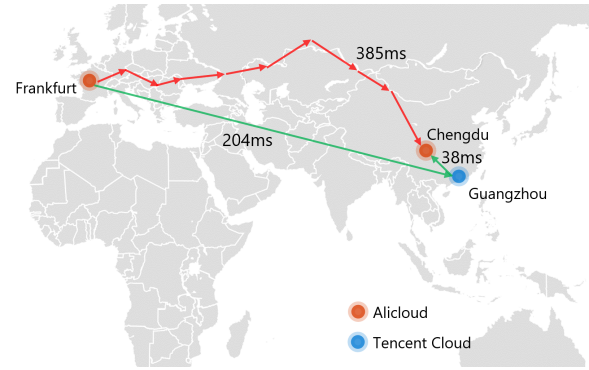 385ms
Frankfurt
Chengdu
204ms
38ms
Guangzhou
Alicloud
Tencent Cloud